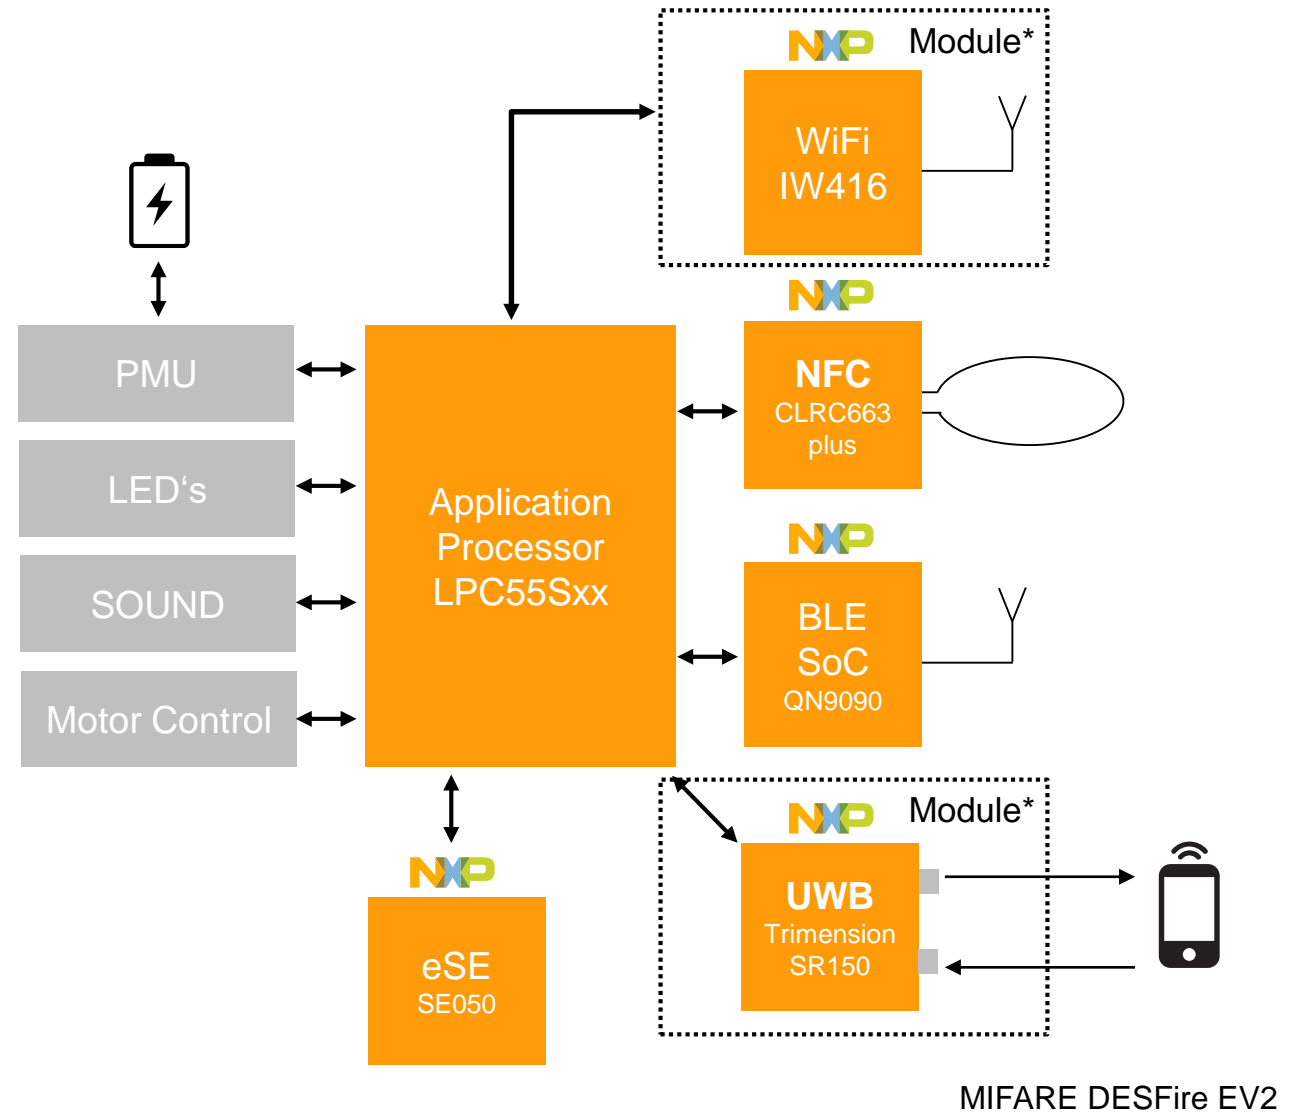 NXP
Module*
WiFi
IW416
NXP
PMU
NFC
CLRC663
plus
LED‘s
Application
Processor
LPC55Sxx
NXP
SOUND
BLE
SoC
QN9090
Motor Control
NXP
Module*
NXP
UWB
Trimension
SR150
eSE
SE050
MIFARE DESFire EV2